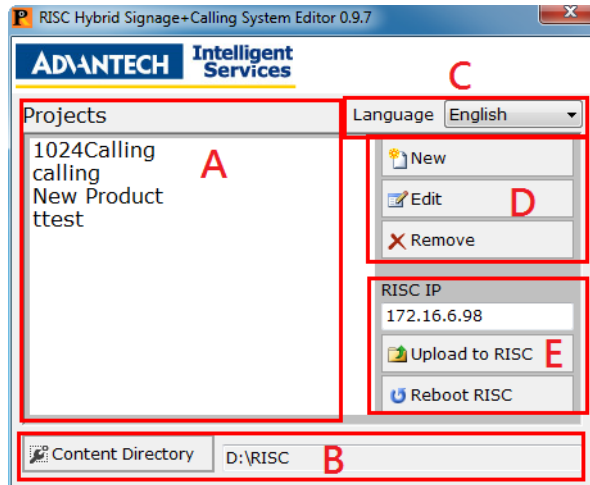 RISC Hybrid Signage+Calling System Editor 0.9.7
ADVANTECH Intelligent Services
C
Projects
Language English
1024Calling
calling
New Product
ttest
A
New
Edit
D
Remove
RISC IP
172.16.6.98
Upload to RISC
E
Reboot RISC
Content Directory D:\RISC
B